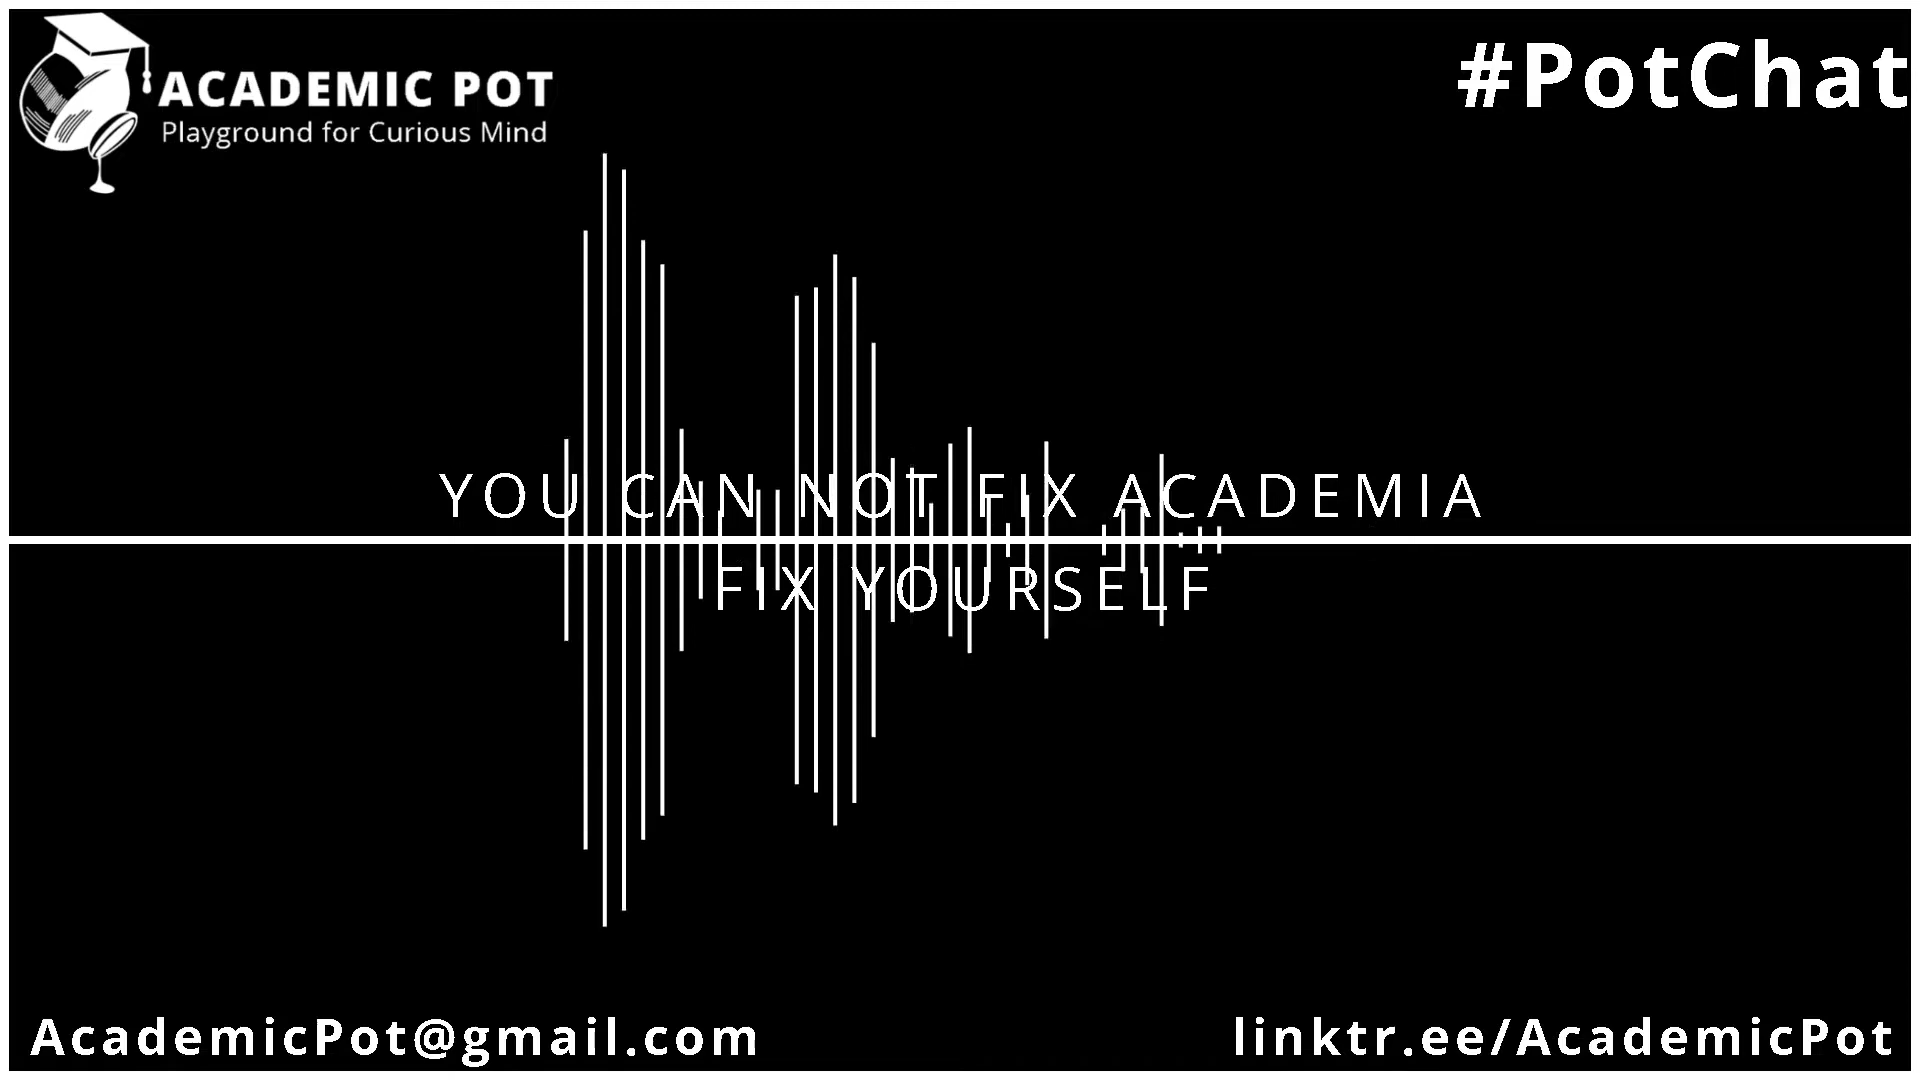 ACADEMIC POT
Playground for Curious Mind
#PotChat
YOU CAN NOT FIX ACADEMIA
FIX YOURSELF
AcademicPot@gmail.com
linktr.ee/AcademicPot